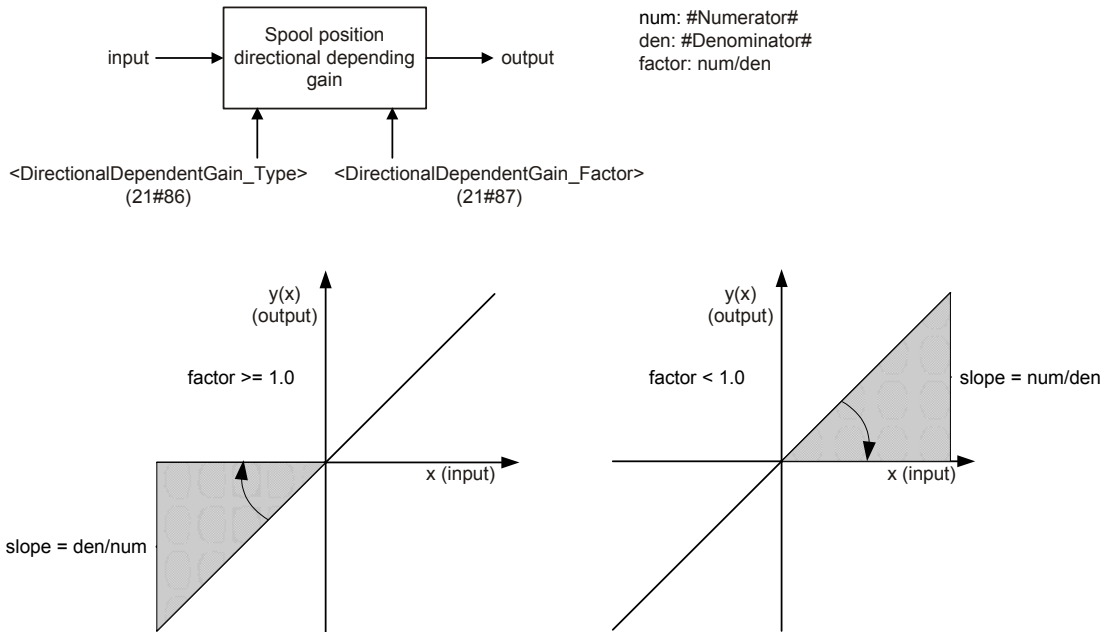 Spool position
directional depending
gain
input
output
num: #Numerator#
den: #Denominator#
factor: num/den
<DirectionalDependentGain_Type>
(21#86)
<DirectionalDependentGain_Factor>
(21#87)
y(x)
(output)
factor >= 1.0
x (input)
slope = den/num
y(x)
(output)
factor < 1.0
slope = num/den
x (input)